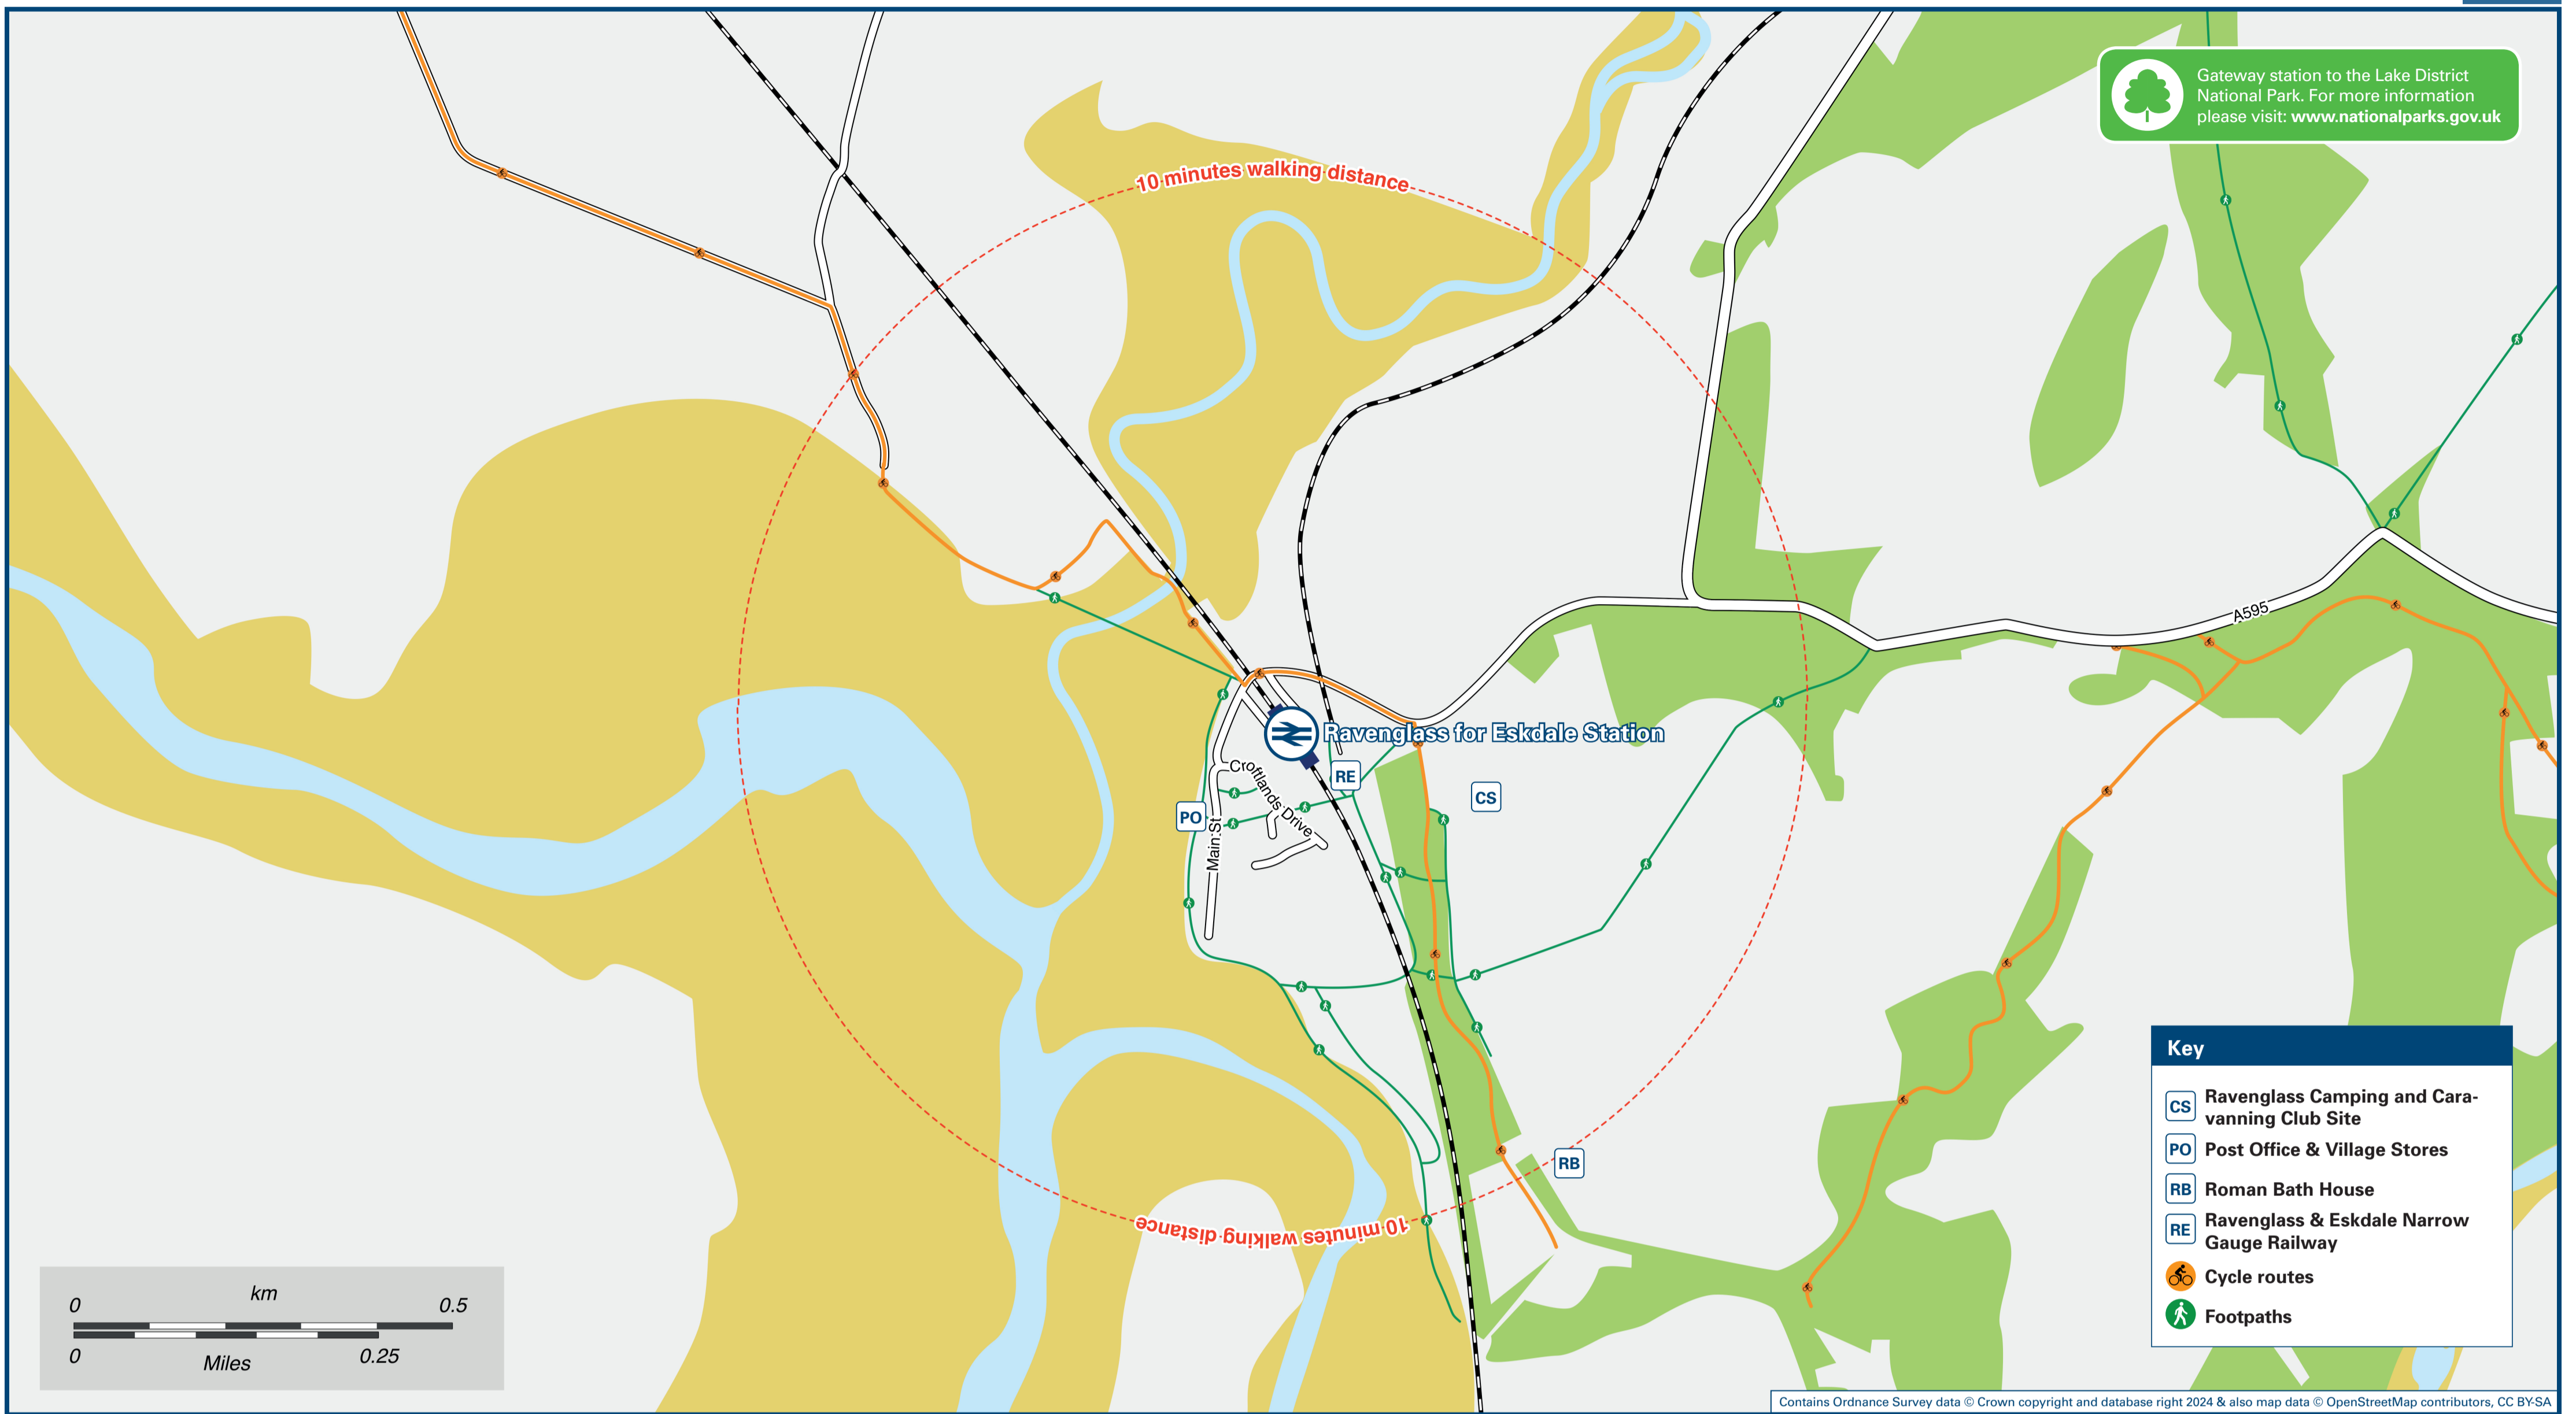 Gateway station to the Lake District
National Park. For more information
please visit: www.nationalparks.gov.uk
10 minutes walking distance
A595
Ravenglass for Eskdale Station
RE
CS
PO
Croftlands Drive
Main St
RB
10 minutes walking distance
Key
CS Ravenglass Camping and Cara-
vanning Club Site
PO Post Office & Village Stores
RB Roman Bath House
RE Ravenglass & Eskdale Narrow
Gauge Railway
Cycle routes
Footpaths
km
0 0.5
0 Miles 0.25
Contains Ordnance Survey data © Crown copyright and database right 2024 & also map data © OpenStreetMap contributors, CC BY-SA